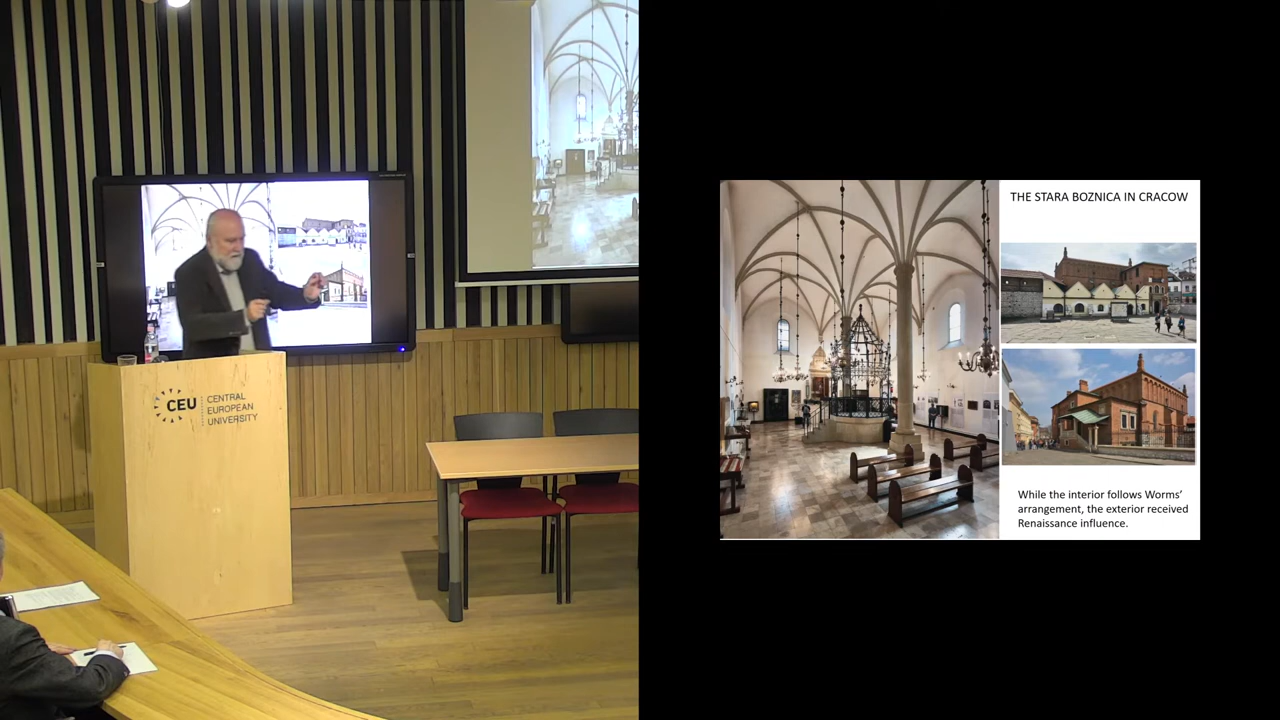 CEU
CENTRAL
EUROPEAN
UNIVERSITY
THE STARA BOZNICA IN CRACOW
While the interior follows Worms’
arrangement, the exterior received
Renaissance influence.